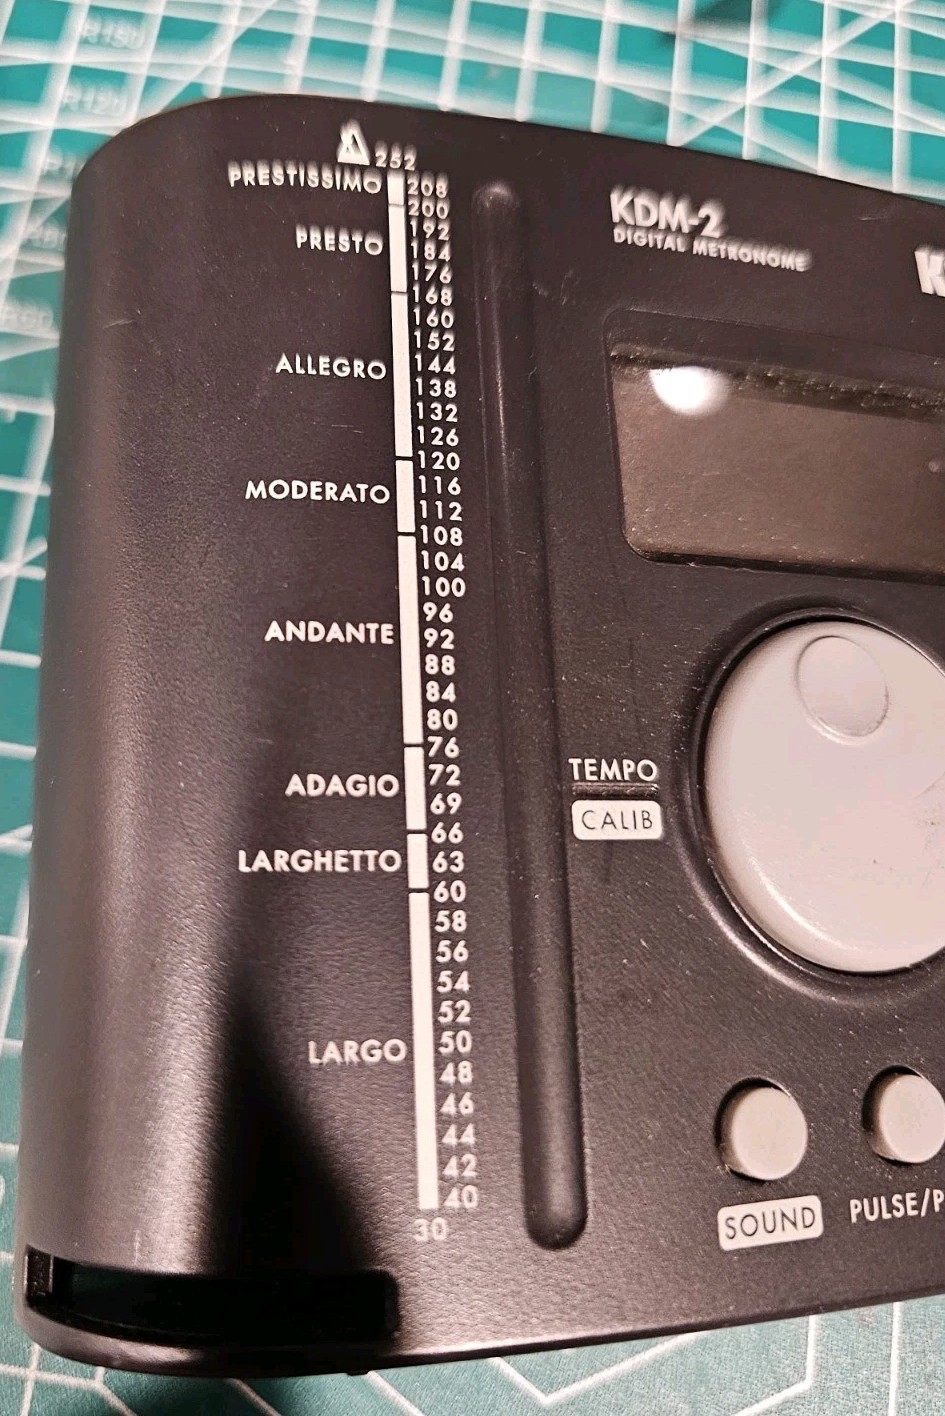 252
PRESTISSIMO 208
200
192
PRESTO 184
176
168
160
152
ALLEGRO 144
138
132
126
120
MODERATO 116
112
108
104
100
96
ANDANTE 92
88
84
80
76
72
ADAGIO 69
66
LARGHETTO 63
60
58
56
54
52
LARGO 50
48
46
44
42
40
30
KDM-2
DIGITAL METRONOME
K
TEMPO
CALIB
SOUND
PULSE/P